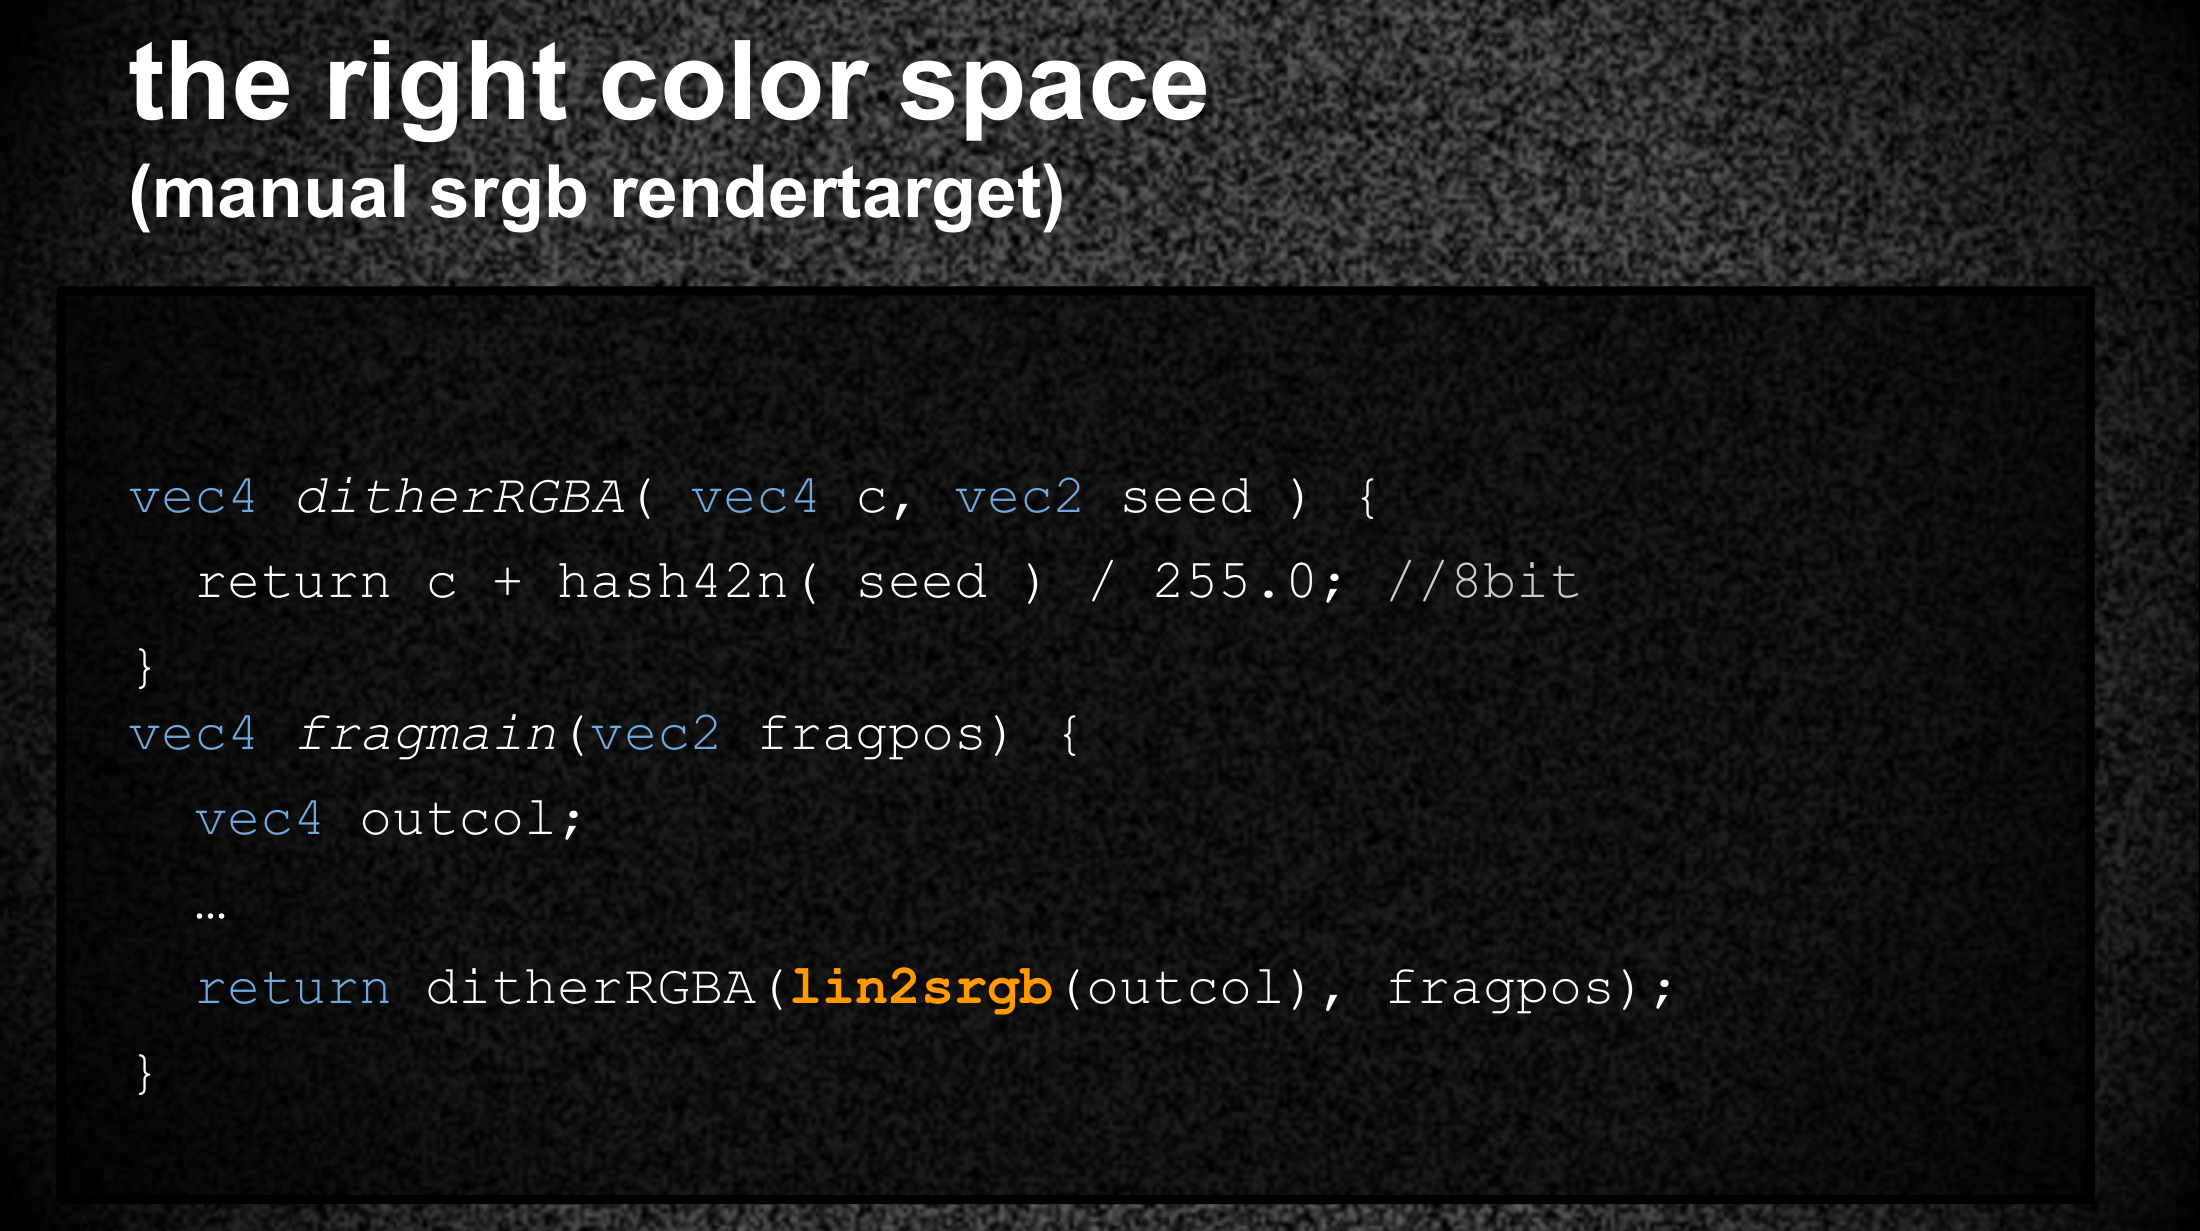 the right color space
(manual srgb rendertarget)
vec4 ditherRGBA( vec4 c, vec2 seed ) {
return c + hash42n( seed ) / 255.0; //8bit
}
vec4 fragmain(vec2 fragpos) {
vec4 outcol;
…
return ditherRGBA(lin2srgb(outcol), fragpos);
}